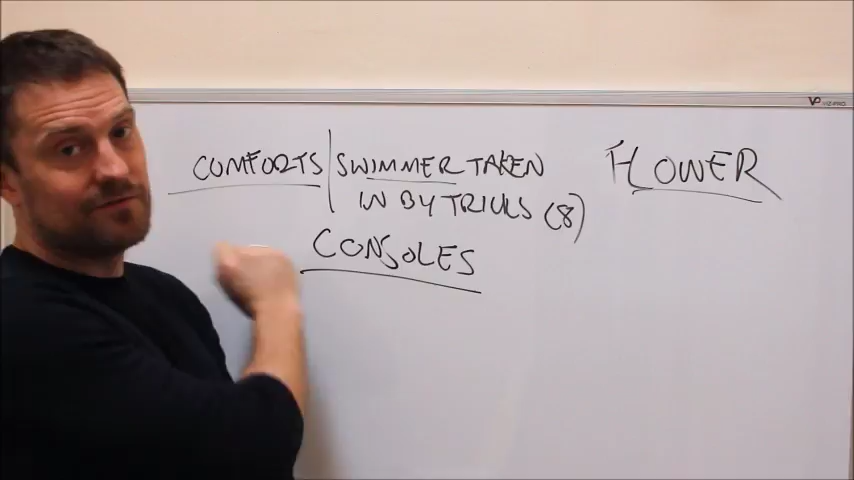 COMFORTS | SWIMMER TAKEN
IN BY TRICKS (8)
CONSOLES
FLOWER